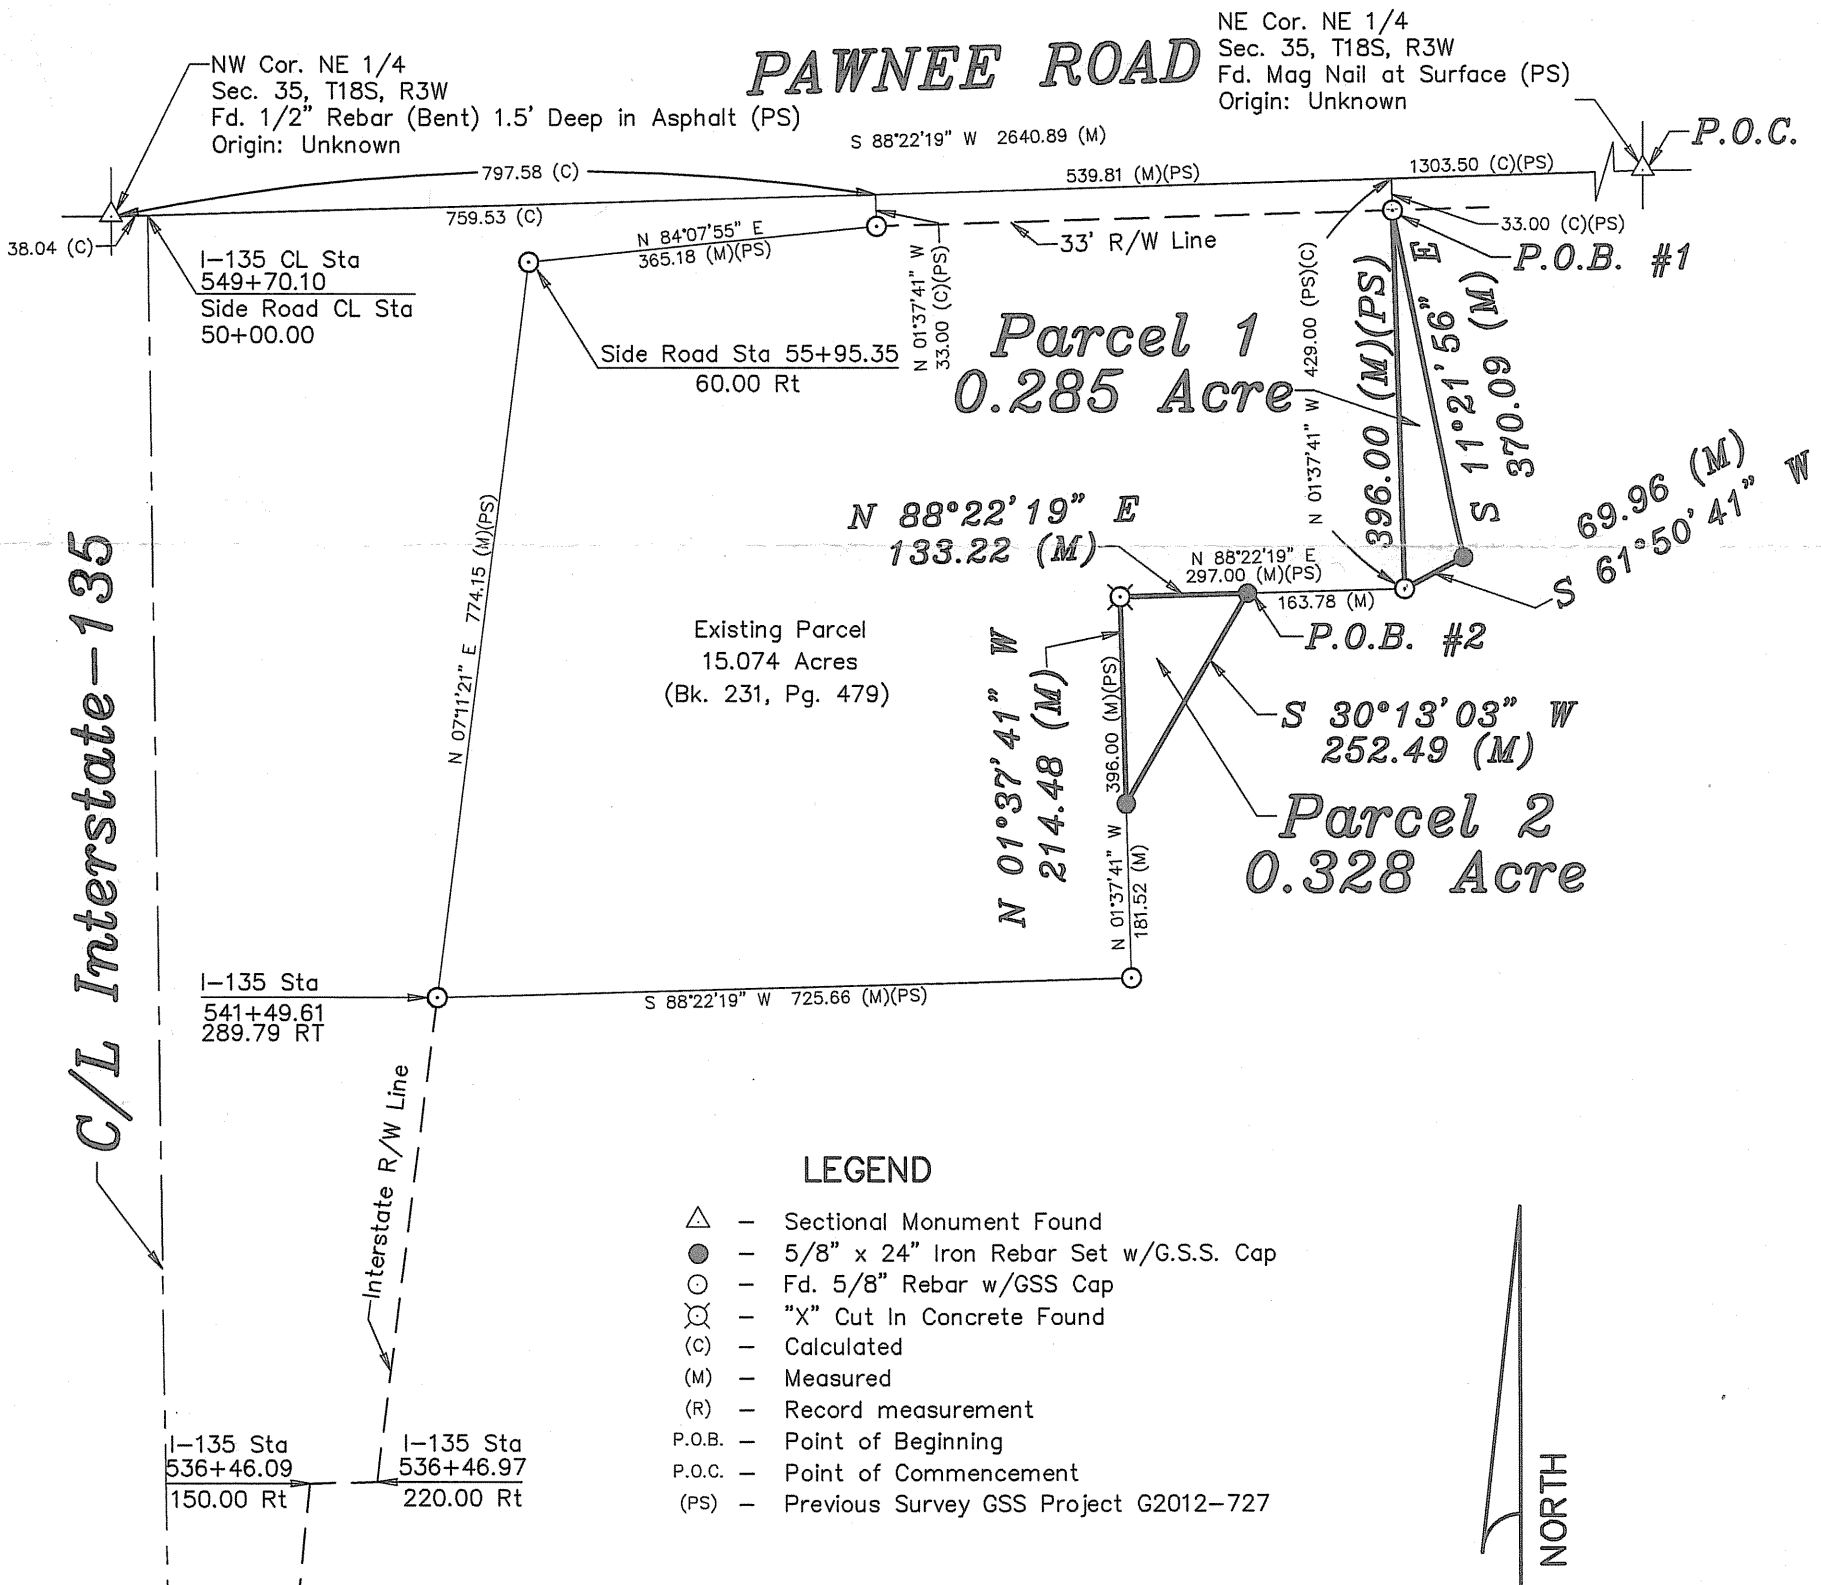 PAWNEE ROAD
NW Cor. NE 1/4
Sec. 35, T18S, R3W
Fd. 1/2" Rebar (Bent) 1.5' Deep in Asphalt (PS)
Origin: Unknown
NE Cor. NE 1/4
Sec. 35, T18S, R3W
Fd. Mag Nail at Surface (PS)
Origin: Unknown
P.O.C.
S 88°22'19" W 2640.89 (M)
797.58 (C)
539.81 (M)(PS)
1303.50 (C)(PS)
759.53 (C)
38.04 (C)
33.00 (C)(PS)
I-135 CL Sta
549+70.10
Side Road CL Sta
50+00.00
N 84°07'55" E
365.18 (M)(PS)
33' R/W Line
P.O.B. #1
N 01°37'41" W
33.00 (C)(PS)
Side Road Sta 55+95.35
60.00 Rt
Parcel 1
0.285 Acre
N 01°37'41" W 429.00 (PS)(C)
396.00 (M)(PS)
S 11°21'56" E
370.09 (M)
69.96 (M)
S 61°50'41" W
N 88°22'19" E
133.22 (M)
N 88°22'19" E
297.00 (M)(PS)
163.78 (M)
P.O.B. #2
N 07°11'21" E 774.15 (M)(PS)
Existing Parcel
15.074 Acres
(Bk. 231, Pg. 479)
N 01°37'41" W
214.48 (M)
N 01°37'41" W 396.00 (M)(PS)
181.52 (M)
S 30°13'03" W
252.49 (M)
Parcel 2
0.328 Acre
C/L Interstate-135
I-135 Sta
541+49.61
289.79 RT
S 88°22'19" W 725.66 (M)(PS)
Interstate R/W Line
I-135 Sta
536+46.09
150.00 Rt
I-135 Sta
536+46.97
220.00 Rt
LEGEND
△ – Sectional Monument Found
● – 5/8" x 24" Iron Rebar Set w/G.S.S. Cap
⊙ – Fd. 5/8" Rebar w/GSS Cap
– "X" Cut In Concrete Found
(C) – Calculated
(M) – Measured
(R) – Record measurement
P.O.B. – Point of Beginning
P.O.C. – Point of Commencement
(PS) – Previous Survey GSS Project G2012-727
NORTH